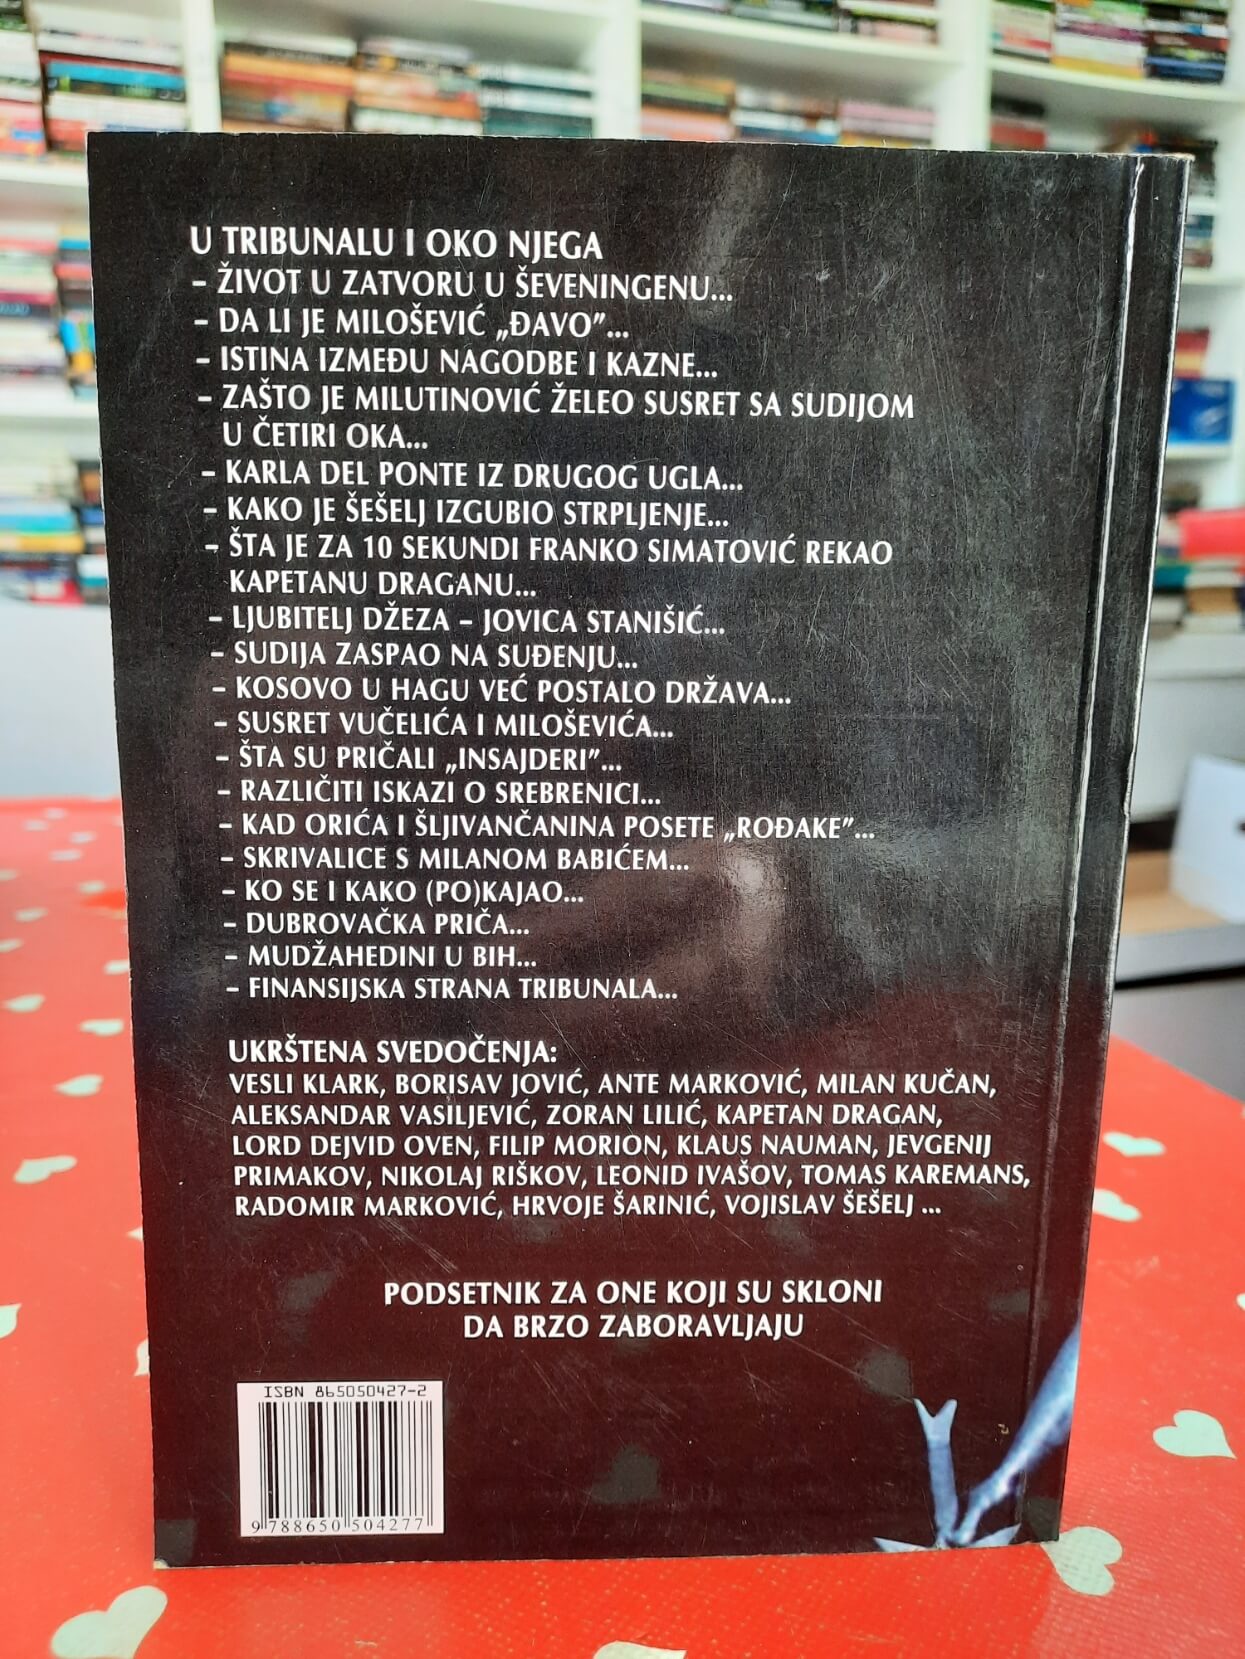 U TRIBUNALU I OKO NJEGA
– ŽIVOT U ZATVORU U ŠEVENINGENU...
– DA LI JE MILOŠEVIĆ „ĐAVO”...
– ISTINA IZMEĐU NAGODBE I KAZNE...
– ZAŠTO JE MILUTINOVIĆ ŽELEO SUSRET SA SUDIJOM
U ČETIRI OKA...
– KARLA DEL PONTE IZ DRUGOG UGLA...
– KAKO JE ŠEŠELJ IZGUBIO STRPLJENJE...
– ŠTA JE ZA 10 SEKUNDI FRANKO SIMATOVIĆ REKAO
KAPETANU DRAGANU...
– LJUBITELJ DŽEZA – JOVICA STANIŠIĆ...
– SUDIJA ZASPAO NA SUĐENJU...
– KOSOVO U HAGU VEĆ POSTALO DRŽAVA...
– SUSRET VUČELIĆA I MILOŠEVIĆA...
– ŠTA SU PRIČALI „INSAJDERI”...
– RAZLIČITI ISKAZI O SREBRENICI...
– KAD ORIĆA I ŠLJIVANČANINA POSETE „ROĐAKE”...
– SKRIVALICE S MILANOM BABIĆEM...
– KO SE I KAKO (PO)KAJAO...
– DUBROVAČKA PRIČA...
– MUDŽAHEDINI U BIH...
– FINANSIJSKA STRANA TRIBUNALA...
UKRŠTENA SVEDOČENJA:
VESLI KLARK, BORISAV JOVIĆ, ANTE MARKOVIĆ, MILAN KUČAN,
ALEKSANDAR VASILJEVIĆ, ZORAN LILIĆ, KAPETAN DRAGAN,
LORD DEJVID OVEN, FILIP MORION, KLAUS NAUMAN, JEVGENIJ
PRIMAKOV, NIKOLAJ RIŠKOV, LEONID IVAŠOV, TOMAS KAREMANS,
RADOMIR MARKOVIĆ, HRVOJE ŠARINIĆ, VOJISLAV ŠEŠELJ ...
PODSETNIK ZA ONE KOJI SU SKLONI
DA BRZO ZABORAVLJAJU
ISBN 865050427-2
9 788650 504277